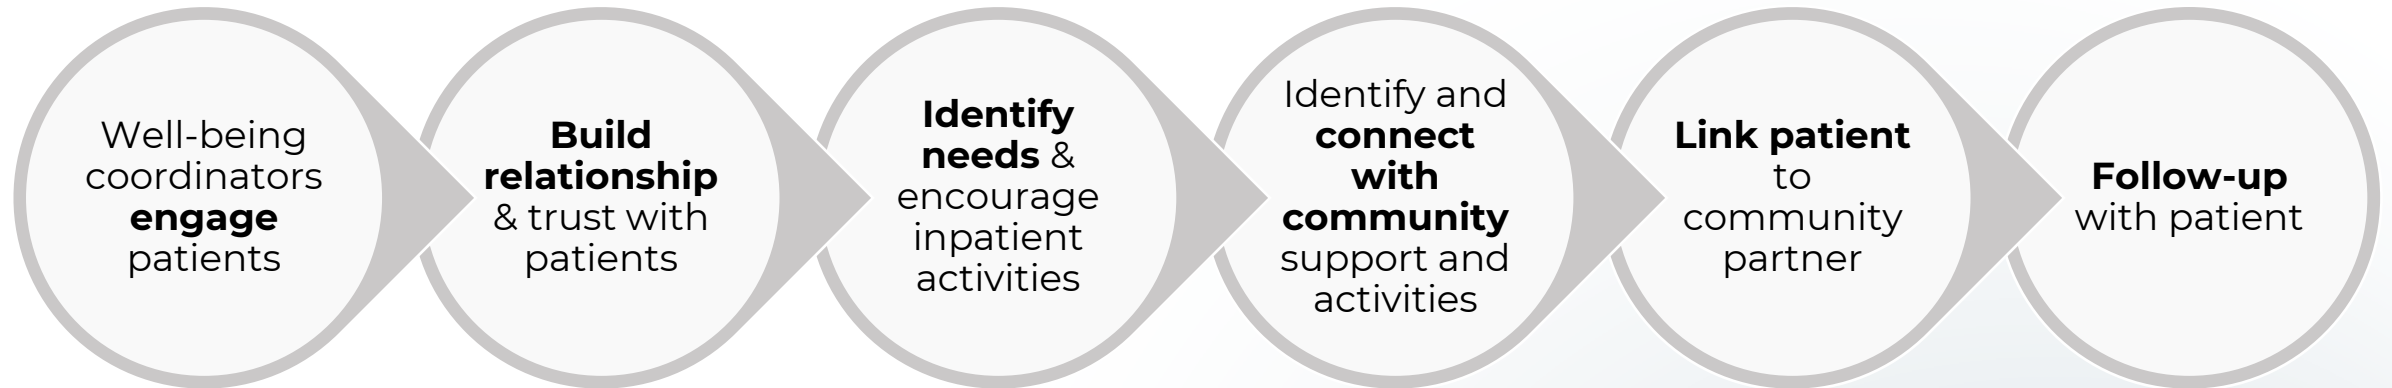 Well-being
coordinators
engage
patients
Build
relationship
& trust with
patients
Identify
needs &
encourage
inpatient
activities
Identify and
connect
with
community
support and
activities
Link patient
to
community
partner
Follow-up
with patient